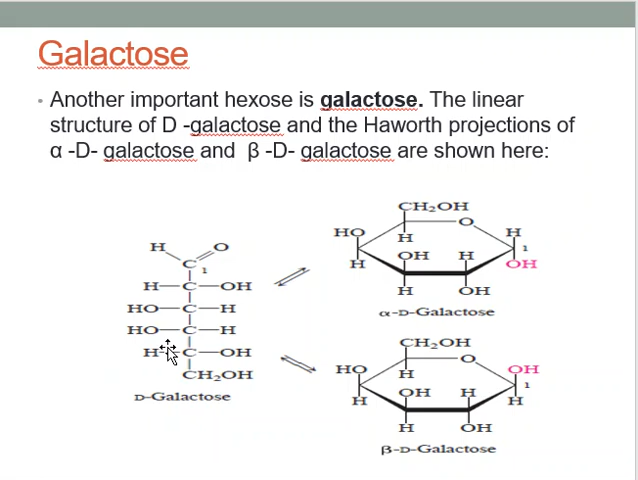 Galactose
• Another important hexose is galactose. The linear
structure of D -galactose and the Haworth projections of
α -D- galactose and β -D- galactose are shown here:
H O
C 1
H—C—OH
HO—C—H
HO—C—H
H—C—OH
CH₂OH
D-Galactose
CH₂OH
HO O H
H 1
OH H
H OH
H OH
α-D-Galactose
CH₂OH
HO O OH
H 1
OH H
H H
H OH
β-D-Galactose